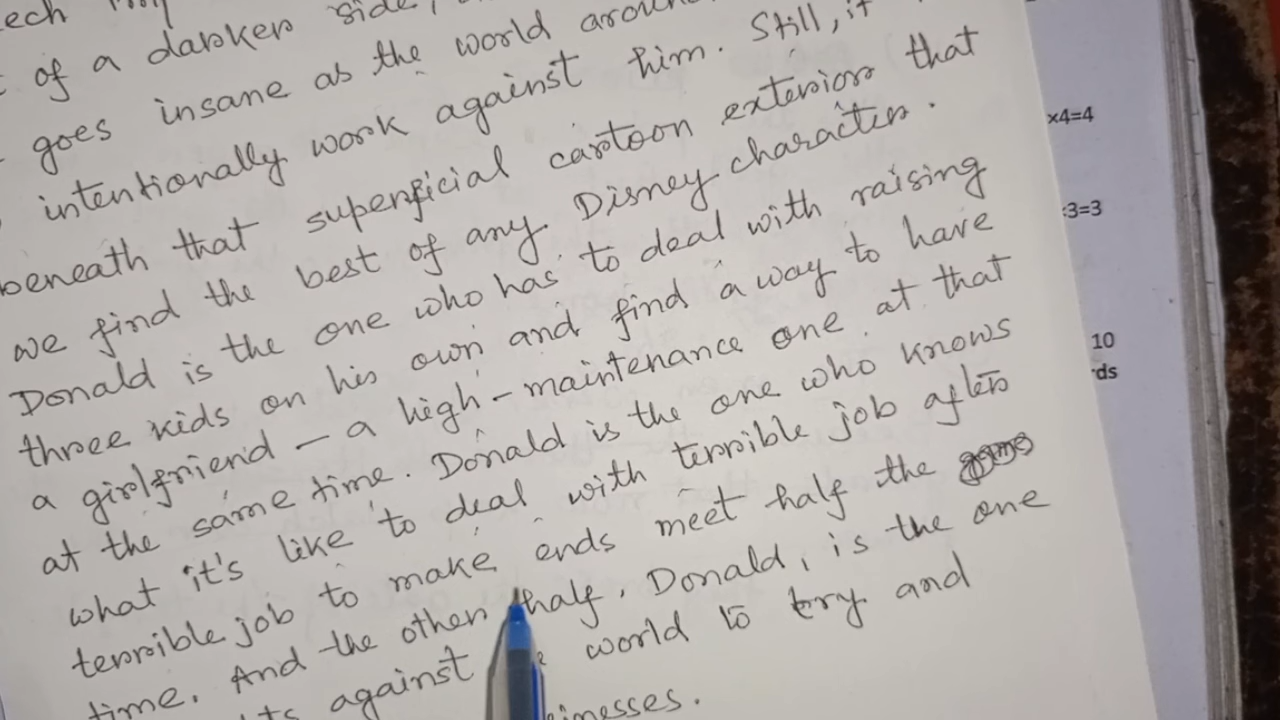 of a darker side,
goes insane as the world
intentionally work against him. Still, it
beneath that superficial cartoon exterior that
we find the best of any Disney character.
Donald is the one who has to deal with raising
three kids on his own and find a way to have
a girlfriend - a high-maintenance one at that
at the same time. Donald is the one who knows
what it's like to deal with terrible job after
terrible job to make ends meet half the
time. And the other half, Donald, is the one
against world to try and
x4=4
:3=3
10